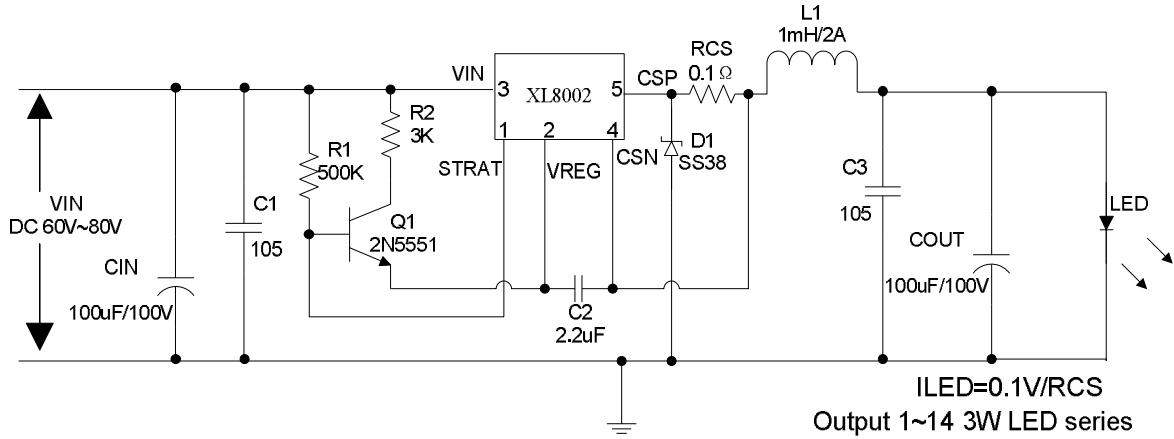 L1
1mH/2A
RCS
0.1Ω
VIN
3
XL8002
5
CSP
1
2
4
R2
3K
D1
SS38
R1
500K
STRAT
VREG
CSN
C3
105
VIN
DC 60V~80V
C1
105
Q1
2N5551
LED
CIN
100uF/100V
COUT
100uF/100V
C2
2.2uF
ILED=0.1V/RCS
Output 1~14 3W LED series